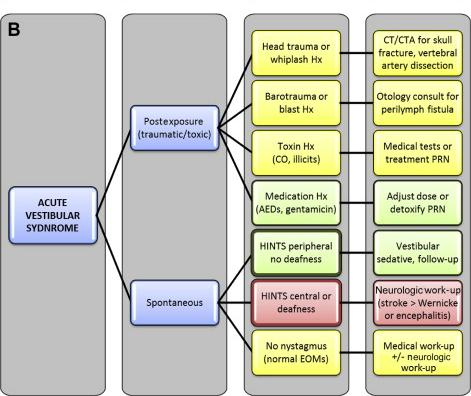 B
ACUTE
VESTIBULAR
SYDNROME
Postexposure
(traumatic/toxic)
Spontaneous
Head trauma or
whiplash Hx
Barotrauma or
blast Hx
Toxin Hx
(CO, illicits)
Medication Hx
(AEDs, gentamicin)
HINTS peripheral
no deafness
HINTS central or
deafness
No nystagmus
(normal EOMs)
CT/CTA for skull
fracture, vertebral
artery dissection
Otology consult for
perilymph fistula
Medical tests or
treatment PRN
Adjust dose or
detoxify PRN
Vestibular
sedative, follow-up
Neurologic work-up
(stroke > Wernicke
or encephalitis)
Medical work-up
+/- neurologic
work-up